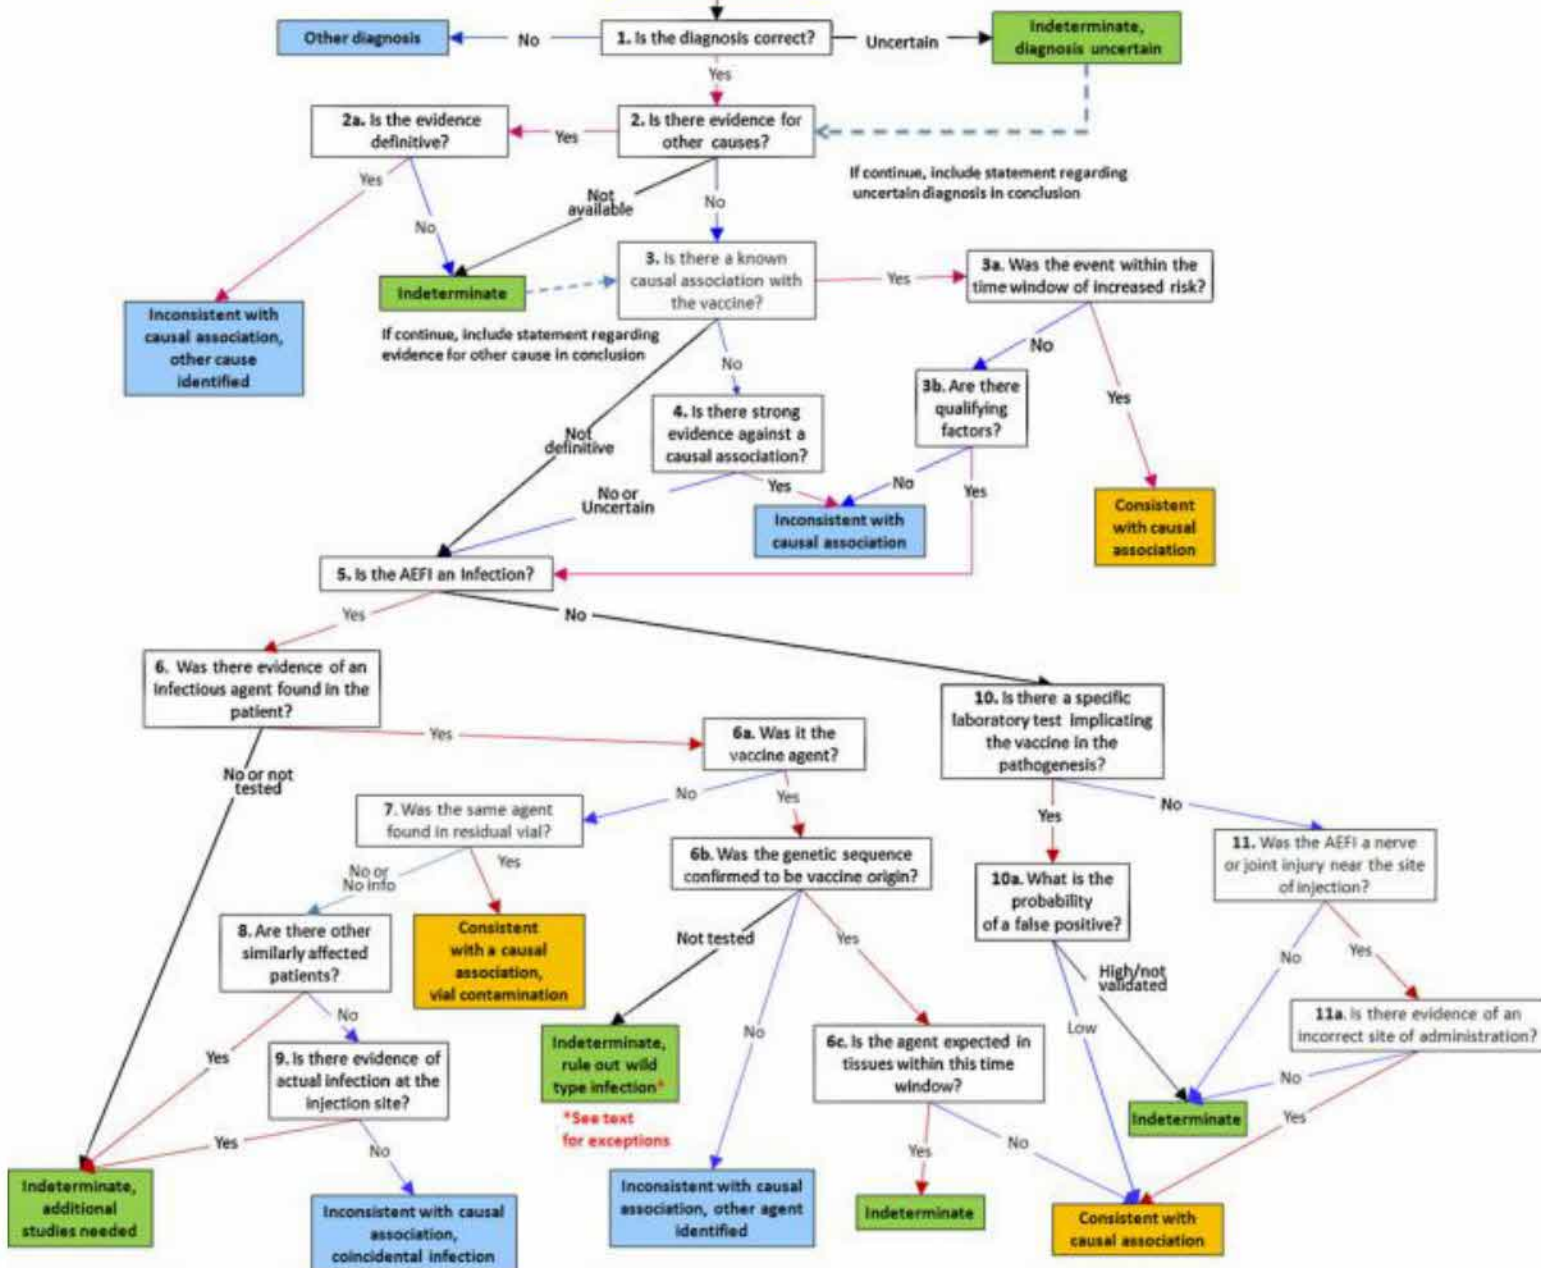 Other diagnosis
No
1. Is the diagnosis correct?
Uncertain
Indeterminate,
diagnosis uncertain
Yes
2a. Is the evidence
definitive?
Yes
2. Is there evidence for
other causes?
If continue, include statement regarding
uncertain diagnosis in conclusion
Yes
No
Not
available
No
Indeterminate
If continue, include statement regarding
evidence for other cause in conclusion
Inconsistent with
causal association,
other cause
identified
3. Is there a known
causal association with
the vaccine?
Yes
3a. Was the event within the
time window of increased risk?
No
Yes
3b. Are there
qualifying
factors?
No
Yes
Consistent
with causal
association
No
4. Is there strong
evidence against a
causal association?
Not
definitive
No or
Uncertain
Yes
Inconsistent with
causal association
5. Is the AEFI an Infection?
Yes
No
6. Was there evidence of an
infectious agent found in the
patient?
Yes
No or not
tested
6a. Was it the
vaccine agent?
No
Yes
7. Was the same agent
found in residual vial?
No or
No info
Yes
8. Are there other
similarly affected
patients?
Consistent
with a causal
association,
vial contamination
Yes
No
9. Is there evidence of
actual infection at the
injection site?
Yes
No
Indeterminate,
additional
studies needed
Inconsistent with causal
association,
coincidental infection
6b. Was the genetic sequence
confirmed to be vaccine origin?
Not tested
No
Yes
Indeterminate,
rule out wild
type infection*
*See text
for exceptions
Inconsistent with causal
association, other agent
identified
6c. Is the agent expected in
tissues within this time
window?
Yes
No
Indeterminate
Consistent with
causal association
10. Is there a specific
laboratory test implicating
the vaccine in the
pathogenesis?
Yes
No
10a. What is the
probability
of a false positive?
High/not
validated
Low
11. Was the AEFI a nerve
or joint injury near the site
of injection?
No
Yes
11a. Is there evidence of an
incorrect site of administration?
No
Yes
Indeterminate